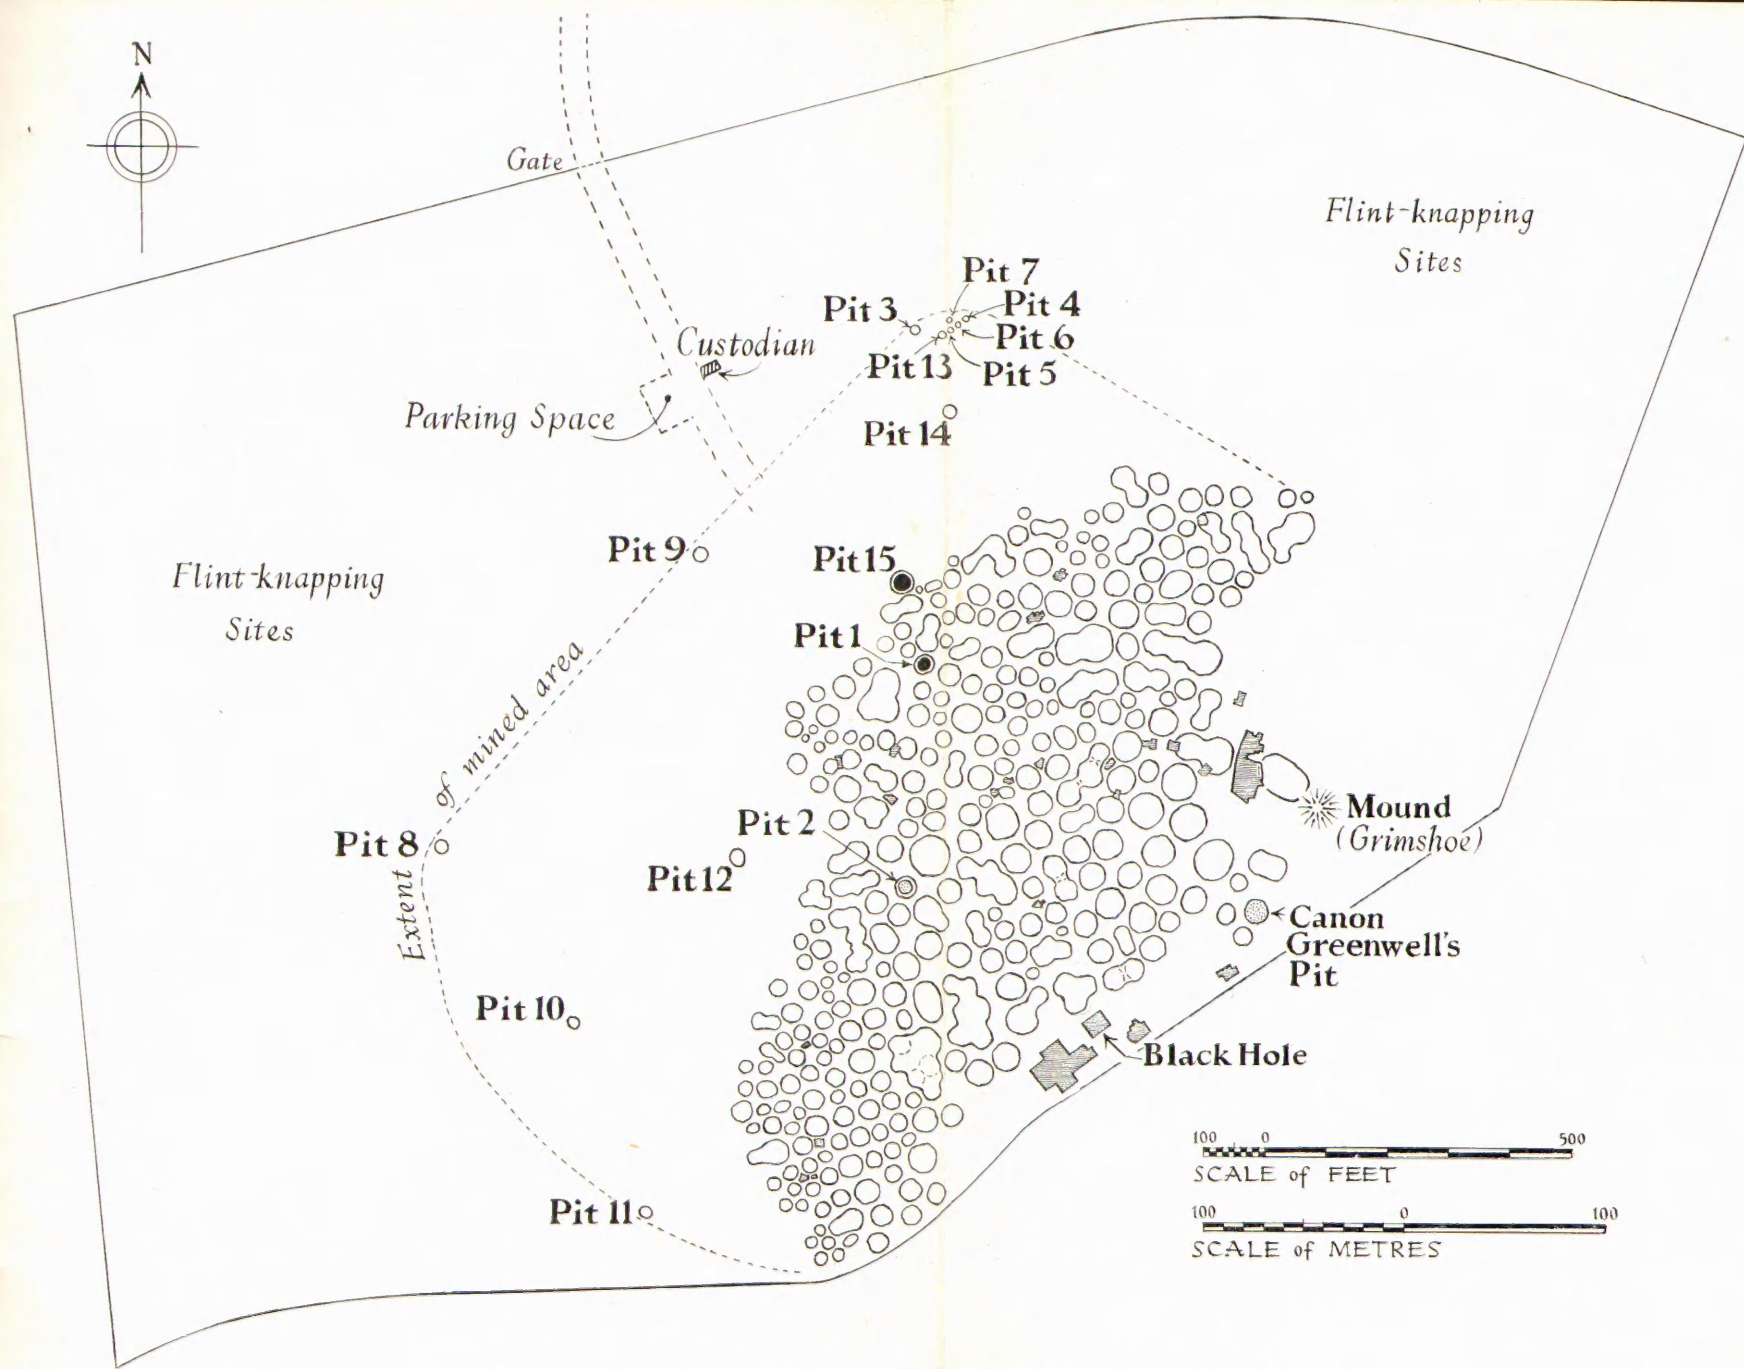 N
Gate
Flint-knapping
Sites
Pit 7
Pit 3
Pit 4
Pit 6
Custodian
Pit 13
Pit 5
Parking Space
Pit 14
Pit 9
Pit 15
Flint-knapping
Sites
Pit 1
Extent of mined area
Mound
(Grimshoe)
Pit 2
Pit 8
Pit 12
Canon
Greenwell's
Pit
Pit 10
Black Hole
100 0 500
SCALE of FEET
Pit 11
100 0 100
SCALE of METRES